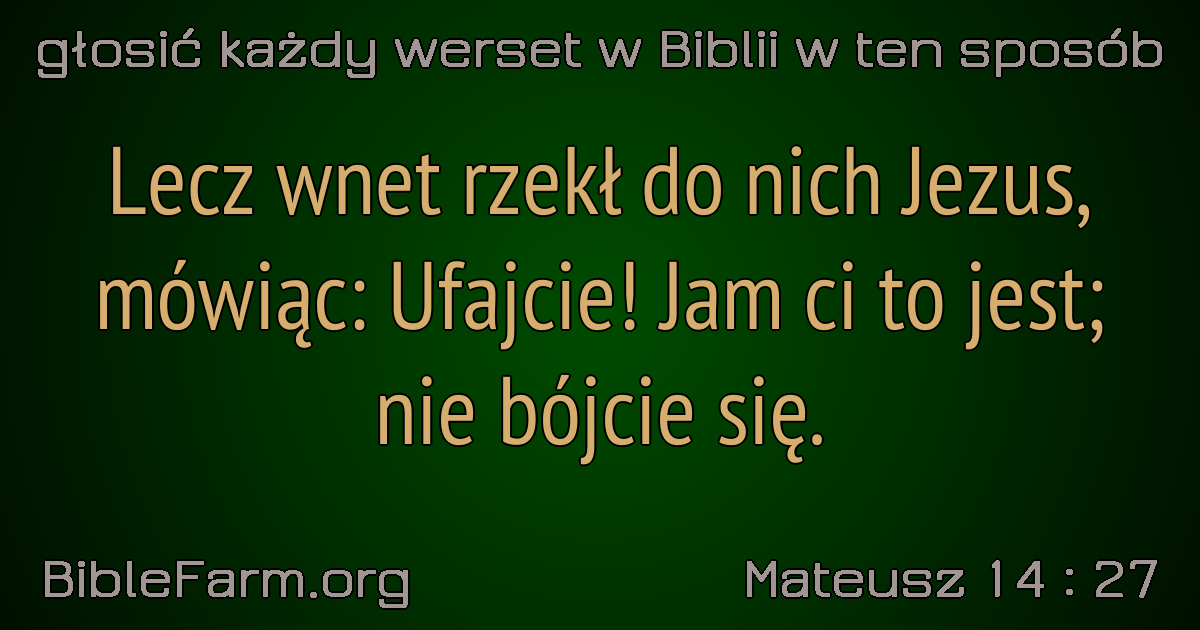 głosić każdy werset w Biblii w ten sposób
Lecz wnet rzekł do nich Jezus,
mówiąc: Ufajcie! Jam ci to jest;
nie bójcie się.
BibleFarm.org
Mateusz 14 : 27